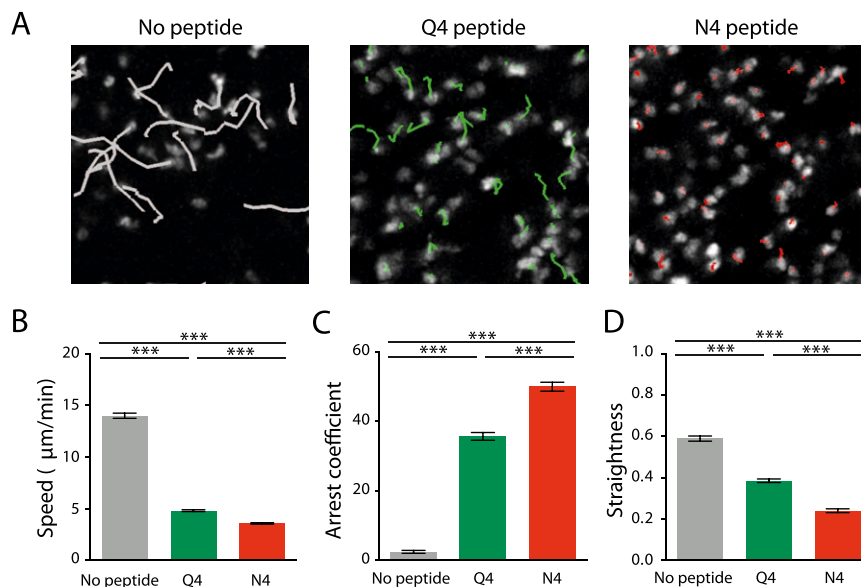 A
No peptide
Q4 peptide
N4 peptide
B
C
D
***
***
***
***
***
***
***
***
***
20
15
10
5
0
Speed ( μm/min)
No peptide
Q4
N4
60
40
20
0
Arrest coefficient
No peptide
Q4
N4
1.0
0.8
0.6
0.4
0.2
0.0
Straightness
No peptide
Q4
N4